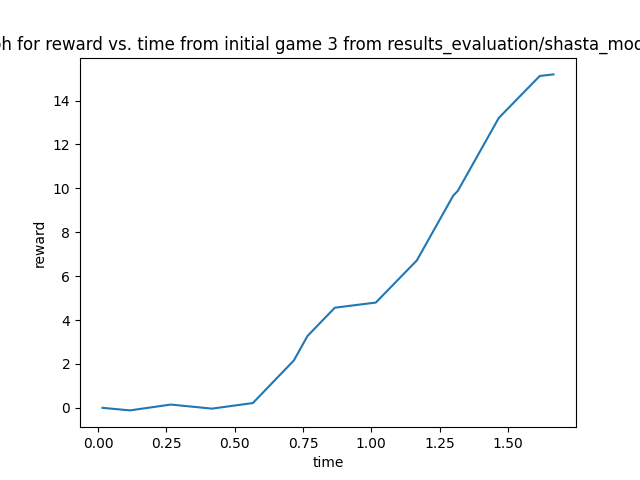 h for reward vs. time from initial game 3 from results_evaluation/shasta_mod
reward
14
12
10
8
6
4
2
0
0.00 0.25 0.50 0.75 1.00 1.25 1.50
time